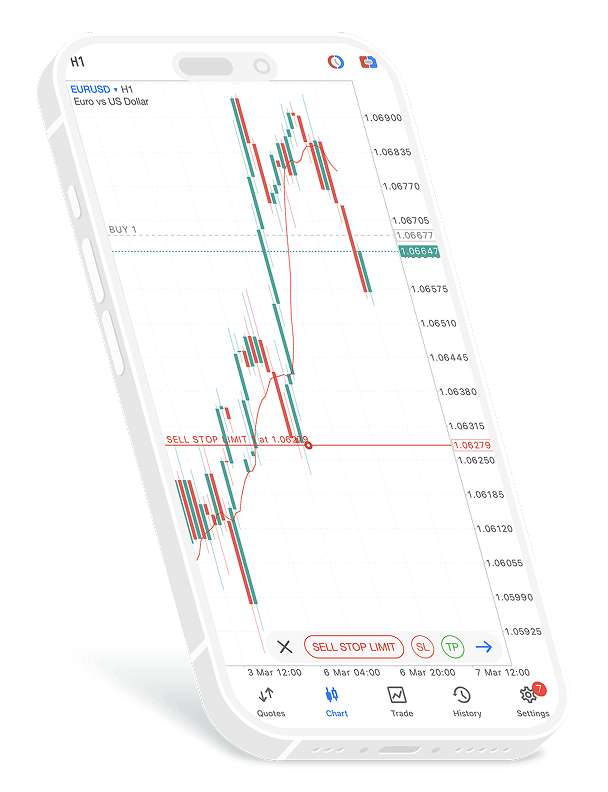 H1
EURUSD ▾ H1
Euro vs US Dollar
1.06900
1.06835
1.06770
1.06705
BUY 1
1.06677
1.06647
1.06575
1.06510
1.06445
1.06380
1.06315
SELL STOP LIMIT
at 1.06279
1.06279
1.06250
1.06185
1.06120
1.06055
1.05990
1.05925
SELL STOP LIMIT
SL
TP
3 Mar 12:00
6 Mar 04:00
6 Mar 20:00
7 Mar 12:00
7
Quotes
Chart
Trade
History
Settings